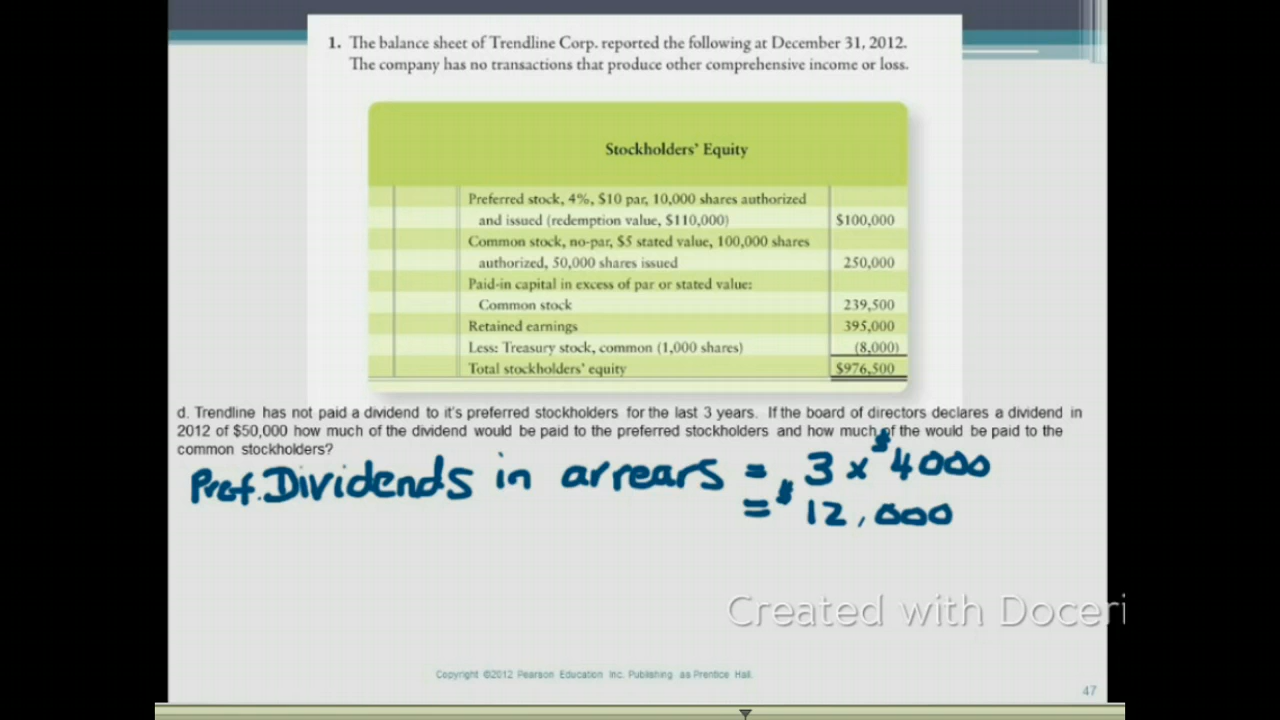 1. The balance sheet of Trendline Corp. reported the following at December 31, 2012.
The company has no transactions that produce other comprehensive income or loss.
Stockholders' Equity
Preferred stock, 4%, $10 par, 10,000 shares authorized
and issued (redemption value, $110,000) $100,000
Common stock, no-par, $5 stated value, 100,000 shares
authorized, 50,000 shares issued 250,000
Paid-in capital in excess of par or stated value:
Common stock 239,500
Retained earnings 395,000
Less: Treasury stock, common (1,000 shares) (8,000)
Total stockholders' equity $976,500
d. Trendline has not paid a dividend to it's preferred stockholders for the last 3 years. If the board of directors declares a dividend in
2012 of $50,000 how much of the dividend would be paid to the preferred stockholders and how much of the would be paid to the
common stockholders?
Pref. Dividends in arrears = 3 x $4000
= $12,000
Created with Doceri
Copyright ©2012 Pearson Education Inc. Publishing as Prentice Hall.
47